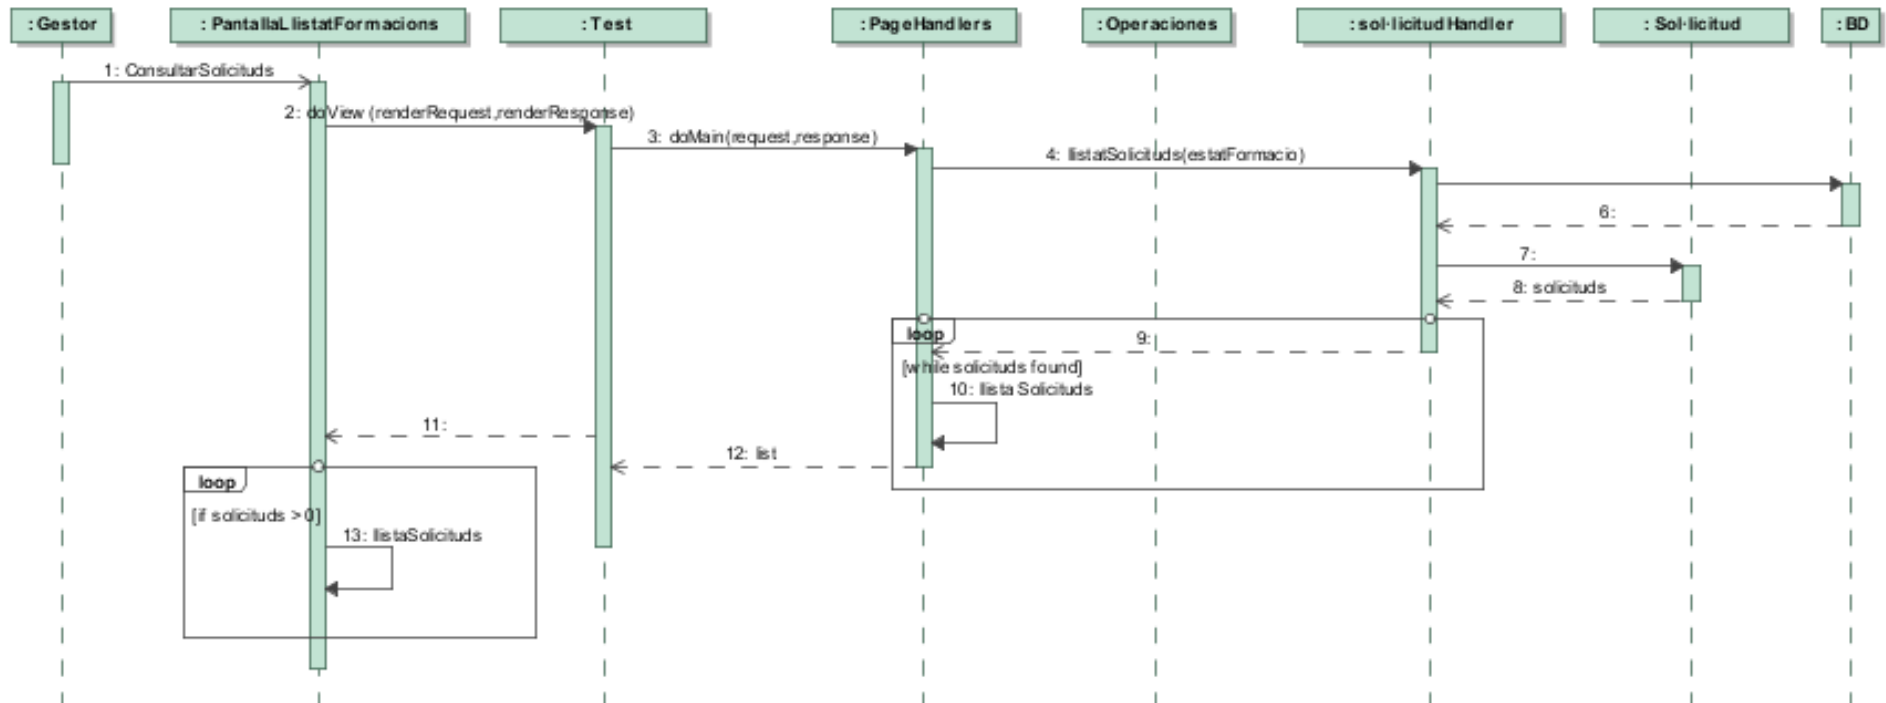 : Gestor
: PantallaLlistatFormacions
: Test
: PageHandlers
: Operaciones
: sol·licitudHandler
: Sol·licitud
: BD
1: ConsultarSolicituds
2: doView (renderRequest,renderResponse)
3: doMain(request,response)
4: llistatSolicituds(estatFormacio)
6:
7:
8: solicituds
loop
9:
[while solicituds found]
10: llista Solicituds
11:
12: list
loop
[if solicituds > 0]
13: llistaSolicituds